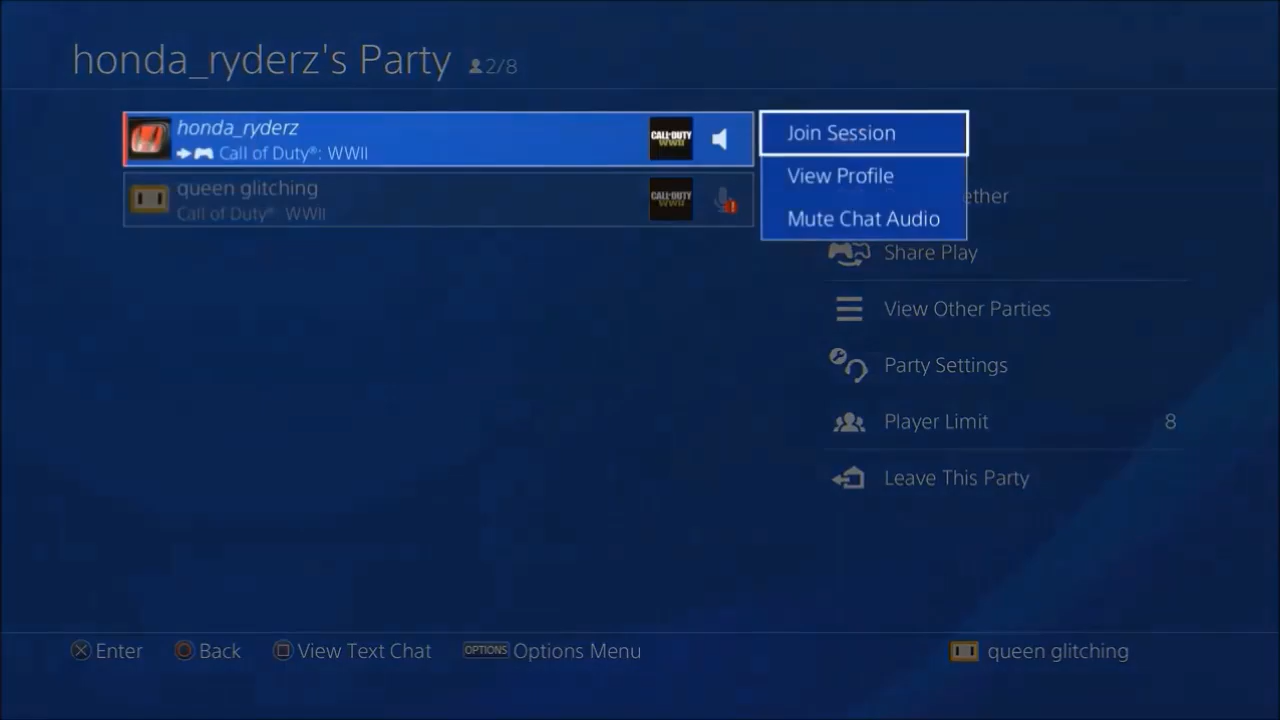 honda_ryderz's Party 2/8
honda_ryderz
Call of Duty®: WWII
CALL·DUTY
WWII
Join Session
View Profile
Mute Chat Audio
queen glitching
Call of Duty® WWII
CALL·DUTY
WWII
ether
Share Play
View Other Parties
Party Settings
Player Limit 8
Leave This Party
Enter Back View Text Chat OPTIONS Options Menu queen glitching